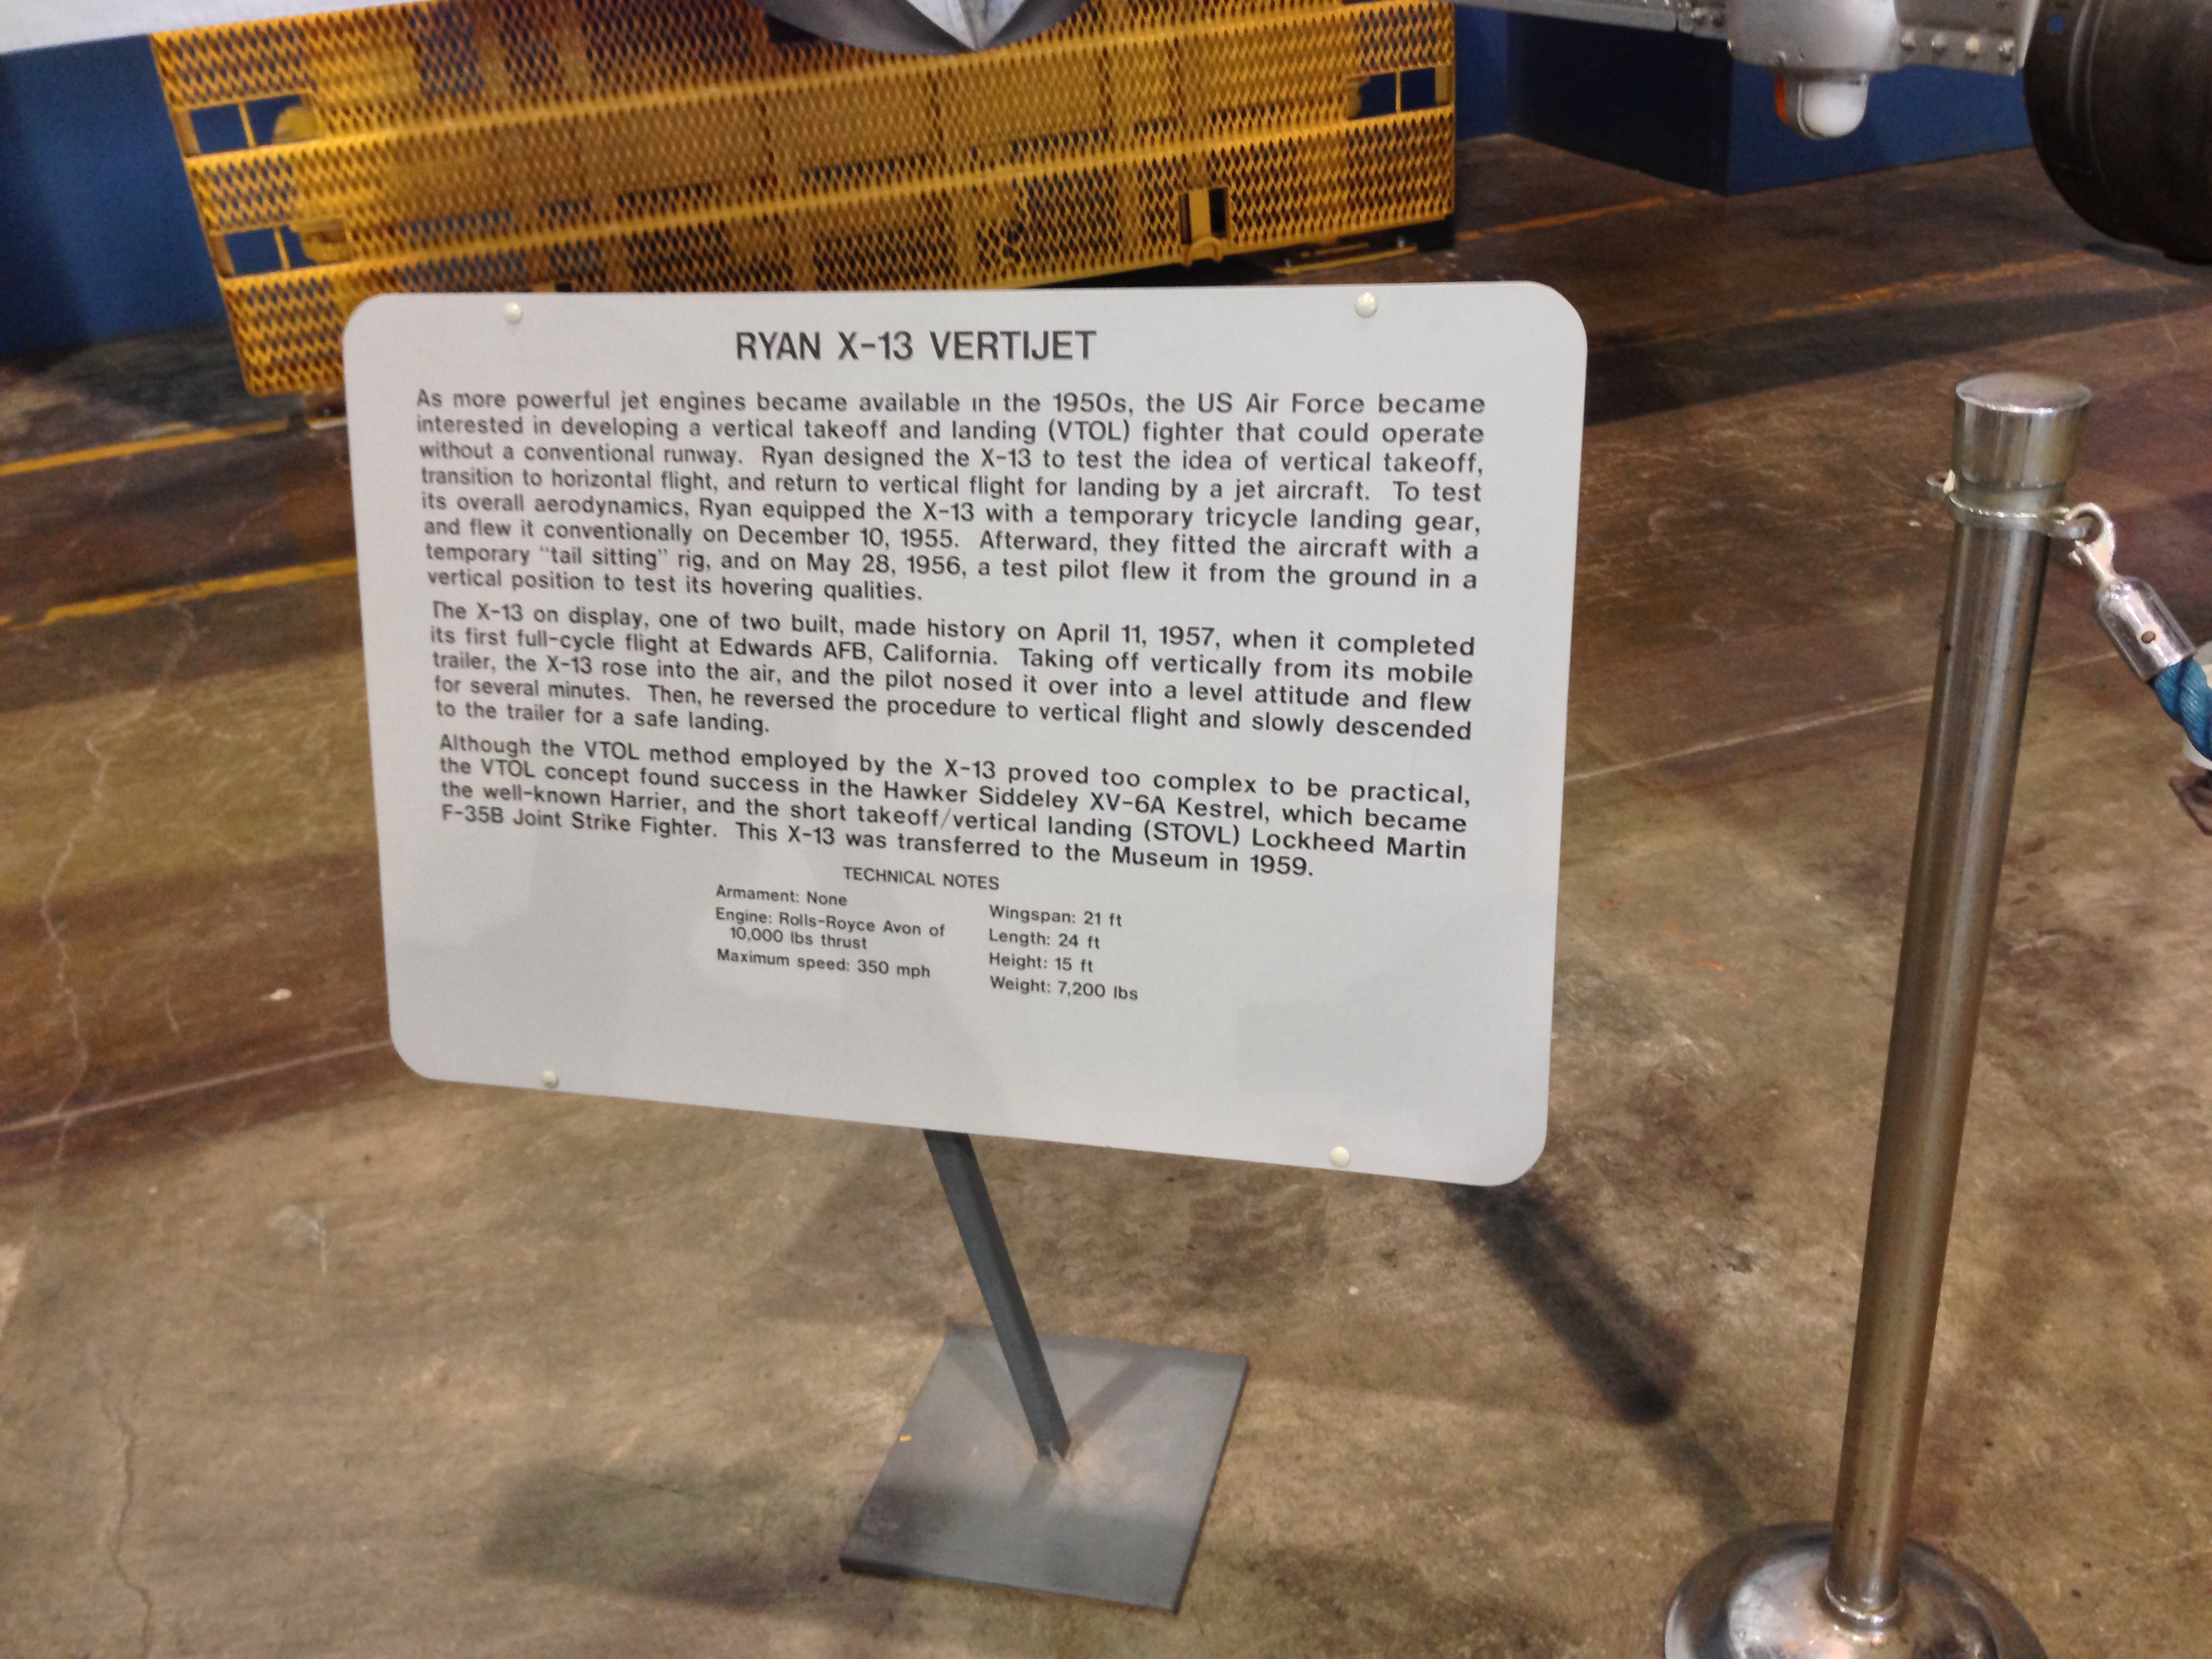 RYAN X-13 VERTIJET
As more powerful jet engines became available in the 1950s, the US Air Force became
interested in developing a vertical takeoff and landing (VTOL) fighter that could operate
without a conventional runway. Ryan designed the X-13 to test the idea of vertical takeoff,
transition to horizontal flight, and return to vertical flight for landing by a jet aircraft. To test
its overall aerodynamics, Ryan equipped the X-13 with a temporary tricycle landing gear,
and flew it conventionally on December 10, 1955. Afterward, they fitted the aircraft with a
temporary “tail sitting” rig, and on May 28, 1956, a test pilot flew it from the ground in a
vertical position to test its hovering qualities.
The X-13 on display, one of two built, made history on April 11, 1957, when it completed
its first full-cycle flight at Edwards AFB, California. Taking off vertically from its mobile
trailer, the X-13 rose into the air, and the pilot nosed it over into a level attitude and flew
for several minutes. Then, he reversed the procedure to vertical flight and slowly descended
to the trailer for a safe landing.
Although the VTOL method employed by the X-13 proved too complex to be practical,
the VTOL concept found success in the Hawker Siddeley XV-6A Kestrel, which became
the well-known Harrier, and the short takeoff/vertical landing (STOVL) Lockheed Martin
F-35B Joint Strike Fighter. This X-13 was transferred to the Museum in 1959.
TECHNICAL NOTES
Armament: None
Engine: Rolls-Royce Avon of
10,000 lbs thrust
Maximum speed: 350 mph
Wingspan: 21 ft
Length: 24 ft
Height: 15 ft
Weight: 7,200 lbs